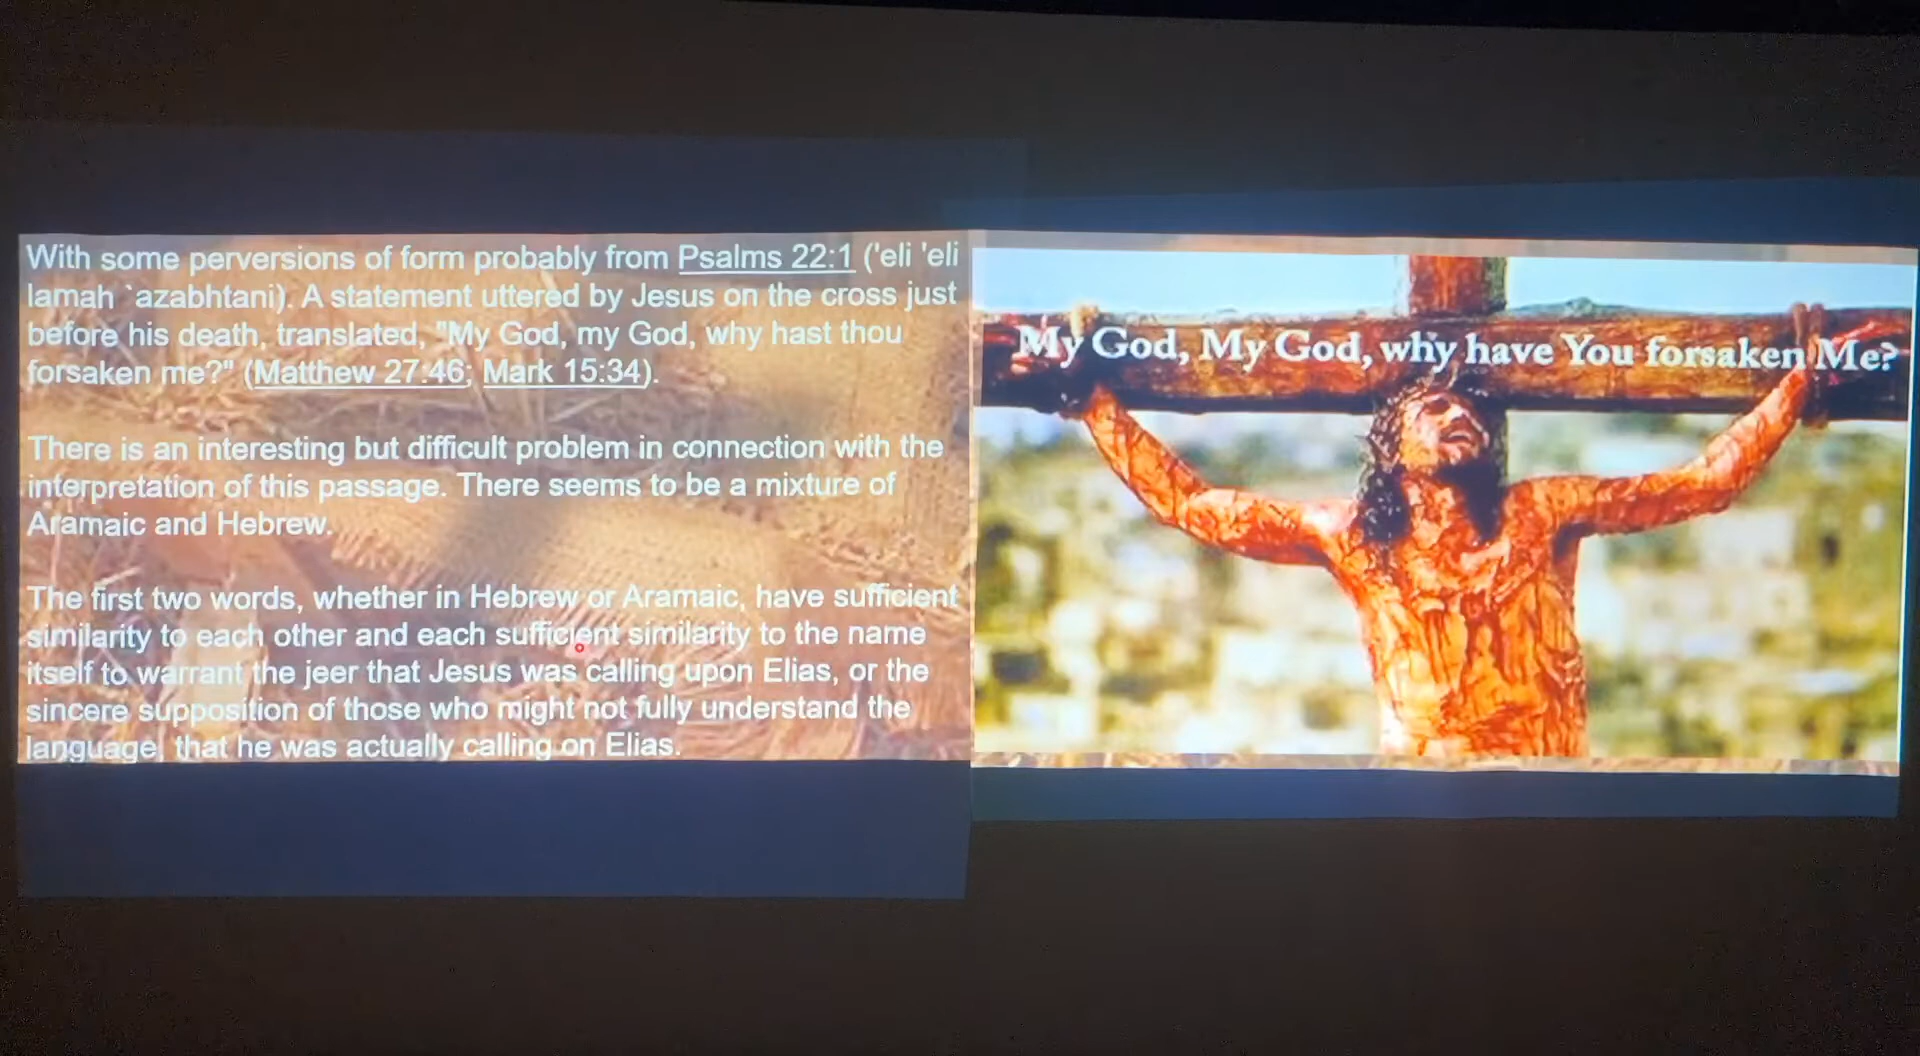 With some perversions of form probably from Psalms 22:1 ('eli 'eli
lamah `azabhtani). A statement uttered by Jesus on the cross just
before his death, translated, "My God, my God, why hast thou
forsaken me?" (Matthew 27:46; Mark 15:34).
There is an interesting but difficult problem in connection with the
interpretation of this passage. There seems to be a mixture of
Aramaic and Hebrew.
The first two words, whether in Hebrew or Aramaic, have sufficient
similarity to each other and each sufficient similarity to the name
itself to warrant the jeer that Jesus was calling upon Elias, or the
sincere supposition of those who might not fully understand the
language, that he was actually calling on Elias.
My God, My God, why have You forsaken Me?